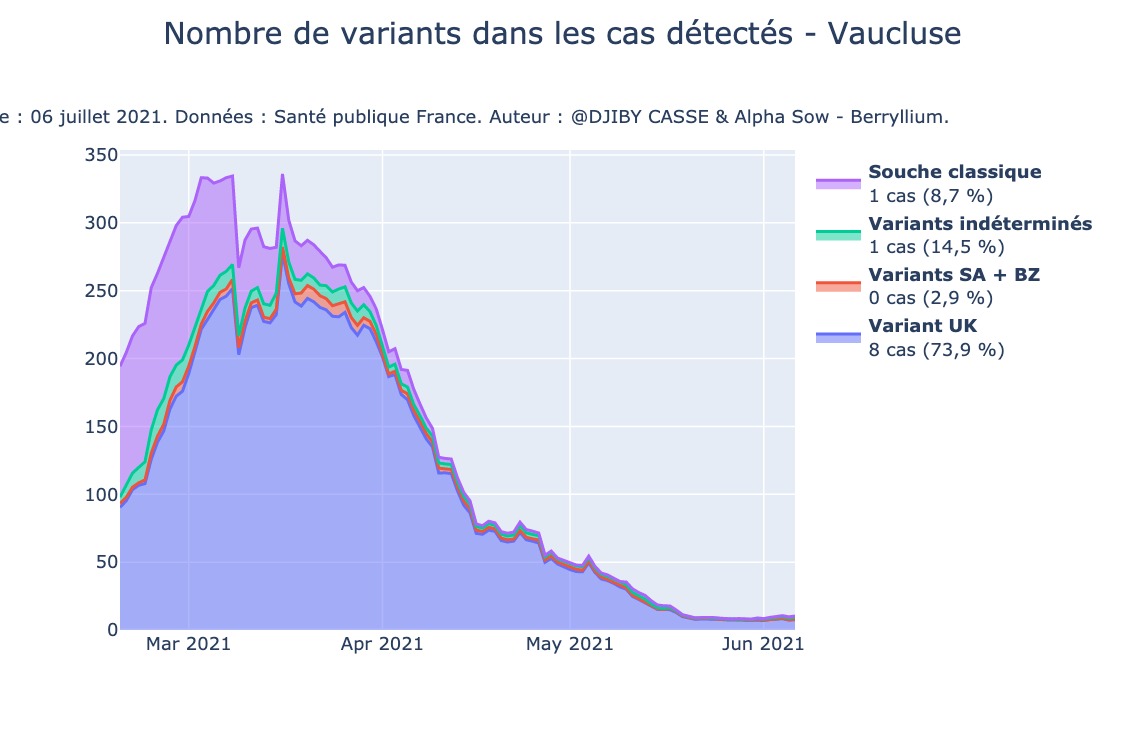 Nombre de variants dans les cas détectés - Vaucluse
e : 06 juillet 2021. Données : Santé publique France. Auteur : @DJIBY CASSE & Alpha Sow - Berryllium.
350
300
250
200
150
100
50
0
Mar 2021
Apr 2021
May 2021
Jun 2021
Souche classique
1 cas (8,7 %)
Variants indéterminés
1 cas (14,5 %)
Variants SA + BZ
0 cas (2,9 %)
Variant UK
8 cas (73,9 %)